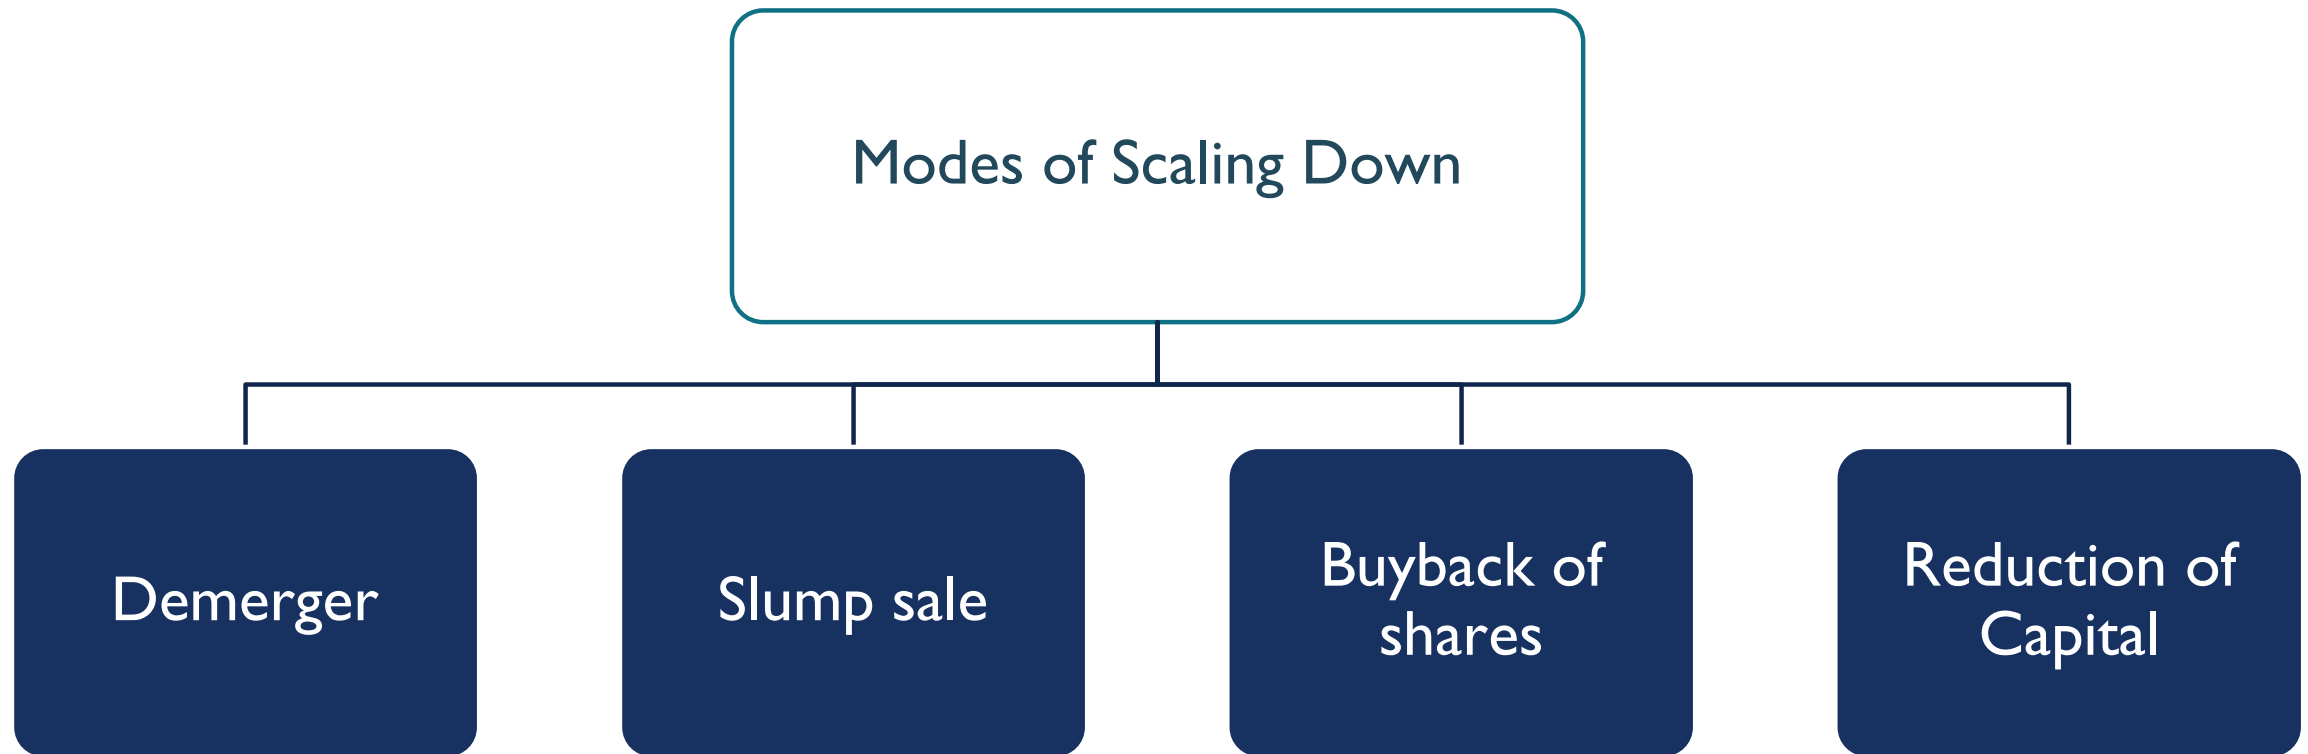 Modes of Scaling Down
Demerger
Slump sale
Buyback of
shares
Reduction of
Capital